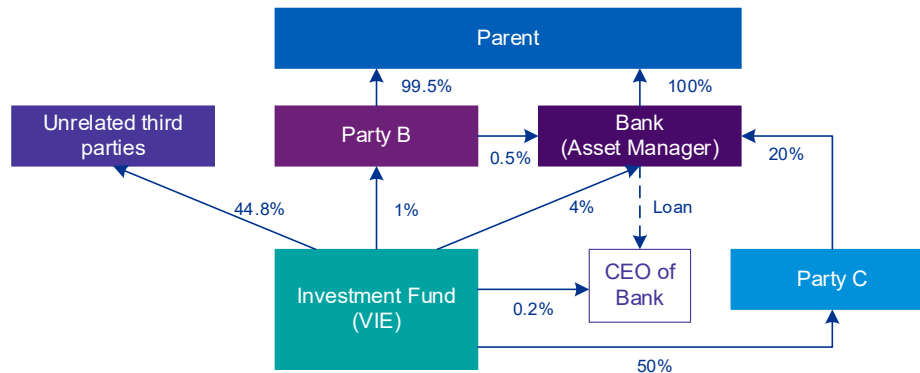 Parent
99.5%
100%
Unrelated third
parties
Party B
0.5%
Bank
(Asset Manager)
20%
44.8%
1%
4%
Loan
Investment Fund
(VIE)
0.2%
CEO of
Bank
Party C
50%